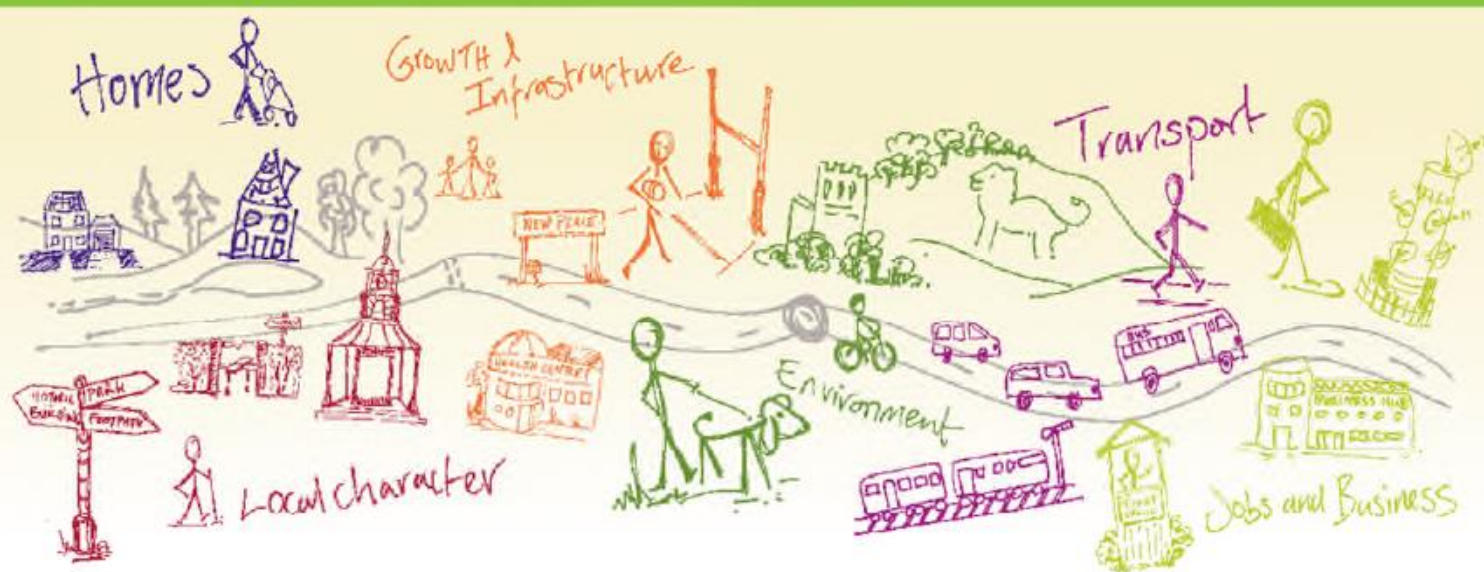 Homes
Growth &
Infrastructure
Transport
NEW PLACE
HEALTH CENTRE
BUS
Environment
HISTORIC
BUILDING
PARK
FOOTPATH
Local character
BUSINESS HUB
Jobs and Business